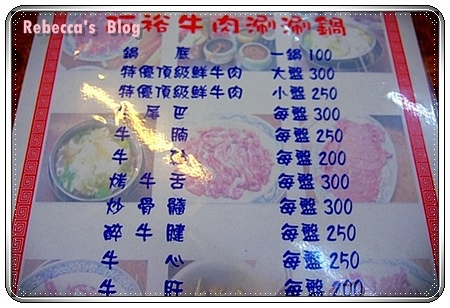 Rebecca's Blog
裕牛肉涮涮鍋
鍋底 一鍋100
特優頂級鮮牛肉 大盤300
特優頂級鮮牛肉 小盤250
尾巴 每盤300
牛腩 每盤250
牛 每盤200
烤牛舌 每盤300
炒骨髓 每盤300
醉牛腱 每盤250
牛心 每盤250
牛肝 每盤200